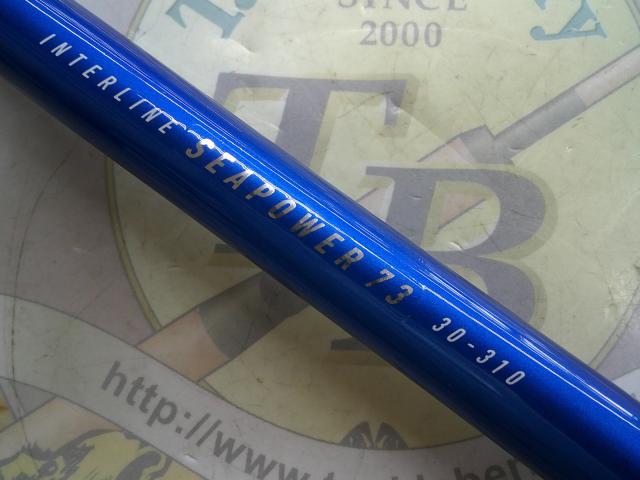 SINCE
2000
INTERLINE SEAPOWER 73 30-310
TB
http://www.